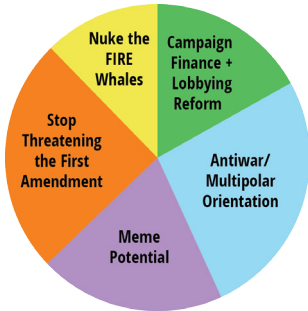 Nuke the
FIRE
Whales
Campaign
Finance +
Lobbying
Reform
Stop
Threatening
the First
Amendment
Antiwar/
Multipolar
Orientation
Meme
Potential